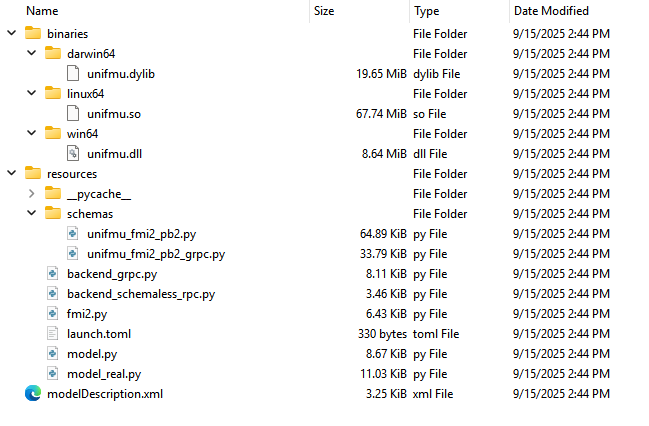 Name Size Type Date Modified
binaries File Folder 9/15/2025 2:44 PM
darwin64 File Folder 9/15/2025 2:44 PM
unifmu.dylib 19.65 MiB dylib File 9/15/2025 2:44 PM
linux64 File Folder 9/15/2025 2:44 PM
unifmu.so 67.74 MiB so File 9/15/2025 2:44 PM
win64 File Folder 9/15/2025 2:44 PM
unifmu.dll 8.64 MiB dll File 9/15/2025 2:44 PM
resources File Folder 9/15/2025 2:44 PM
__pycache__ File Folder 9/15/2025 2:44 PM
schemas File Folder 9/15/2025 2:44 PM
unifmu_fmi2_pb2.py 64.89 KiB py File 9/15/2025 2:44 PM
unifmu_fmi2_pb2_grpc.py 33.79 KiB py File 9/15/2025 2:44 PM
backend_grpc.py 8.11 KiB py File 9/15/2025 2:44 PM
backend_schemaless_rpc.py 3.46 KiB py File 9/15/2025 2:44 PM
fmi2.py 6.43 KiB py File 9/15/2025 2:44 PM
launch.toml 330 bytes toml File 9/15/2025 2:44 PM
model.py 8.67 KiB py File 9/15/2025 2:44 PM
model_real.py 11.03 KiB py File 9/15/2025 2:44 PM
modelDescription.xml 3.25 KiB xml File 9/15/2025 2:44 PM